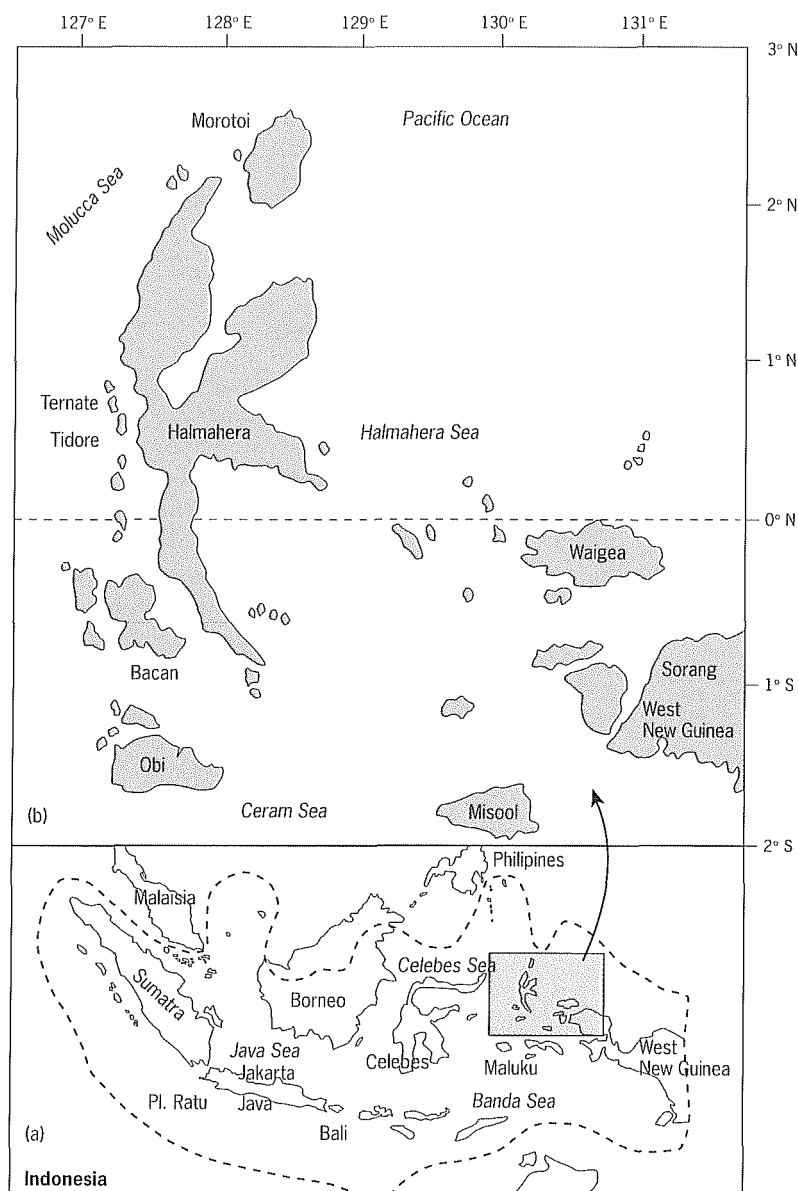 127° E 128° E 129° E 130° E 131° E
3° N
Morotoi
Pacific Ocean
Molucca Sea
2° N
1° N
Ternate
Tidore
Halmahera
Halmahera Sea
0° N
Waigea
Bacan
Sorang
1° S
West
New Guinea
Obi
Ceram Sea
Misool
(b)
2° S
Philipines
Malaisia
Celebes Sea
Sumatra
Borneo
Java Sea
Jakarta
Celebes
Maluku
West
New Guinea
Pl. Ratu
Java
Banda Sea
Bali
(a)
Indonesia